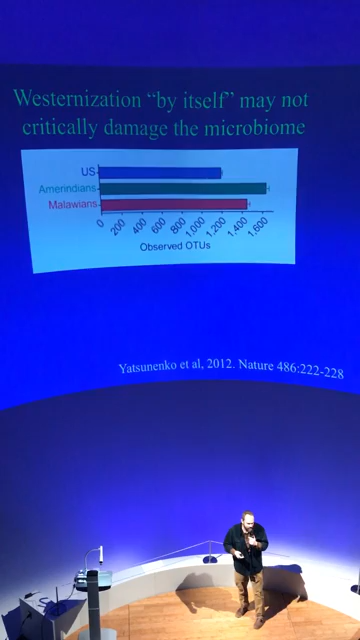 Westernization “by itself” may not
critically damage the microbiome
US
Amerindians
Malawians
0 200 400 600 800 1,000 1,200 1,400 1,600
Observed OTUs
Yatsunenko et al, 2012. Nature 486:222-228